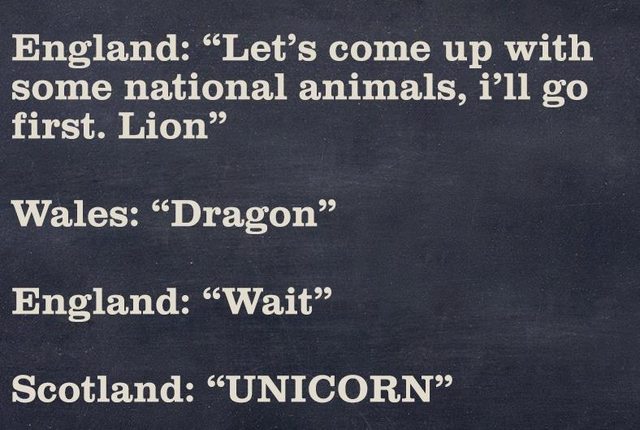 England: “Let’s come up with
some national animals, i’ll go
first. Lion”
Wales: “Dragon”
England: “Wait”
Scotland: “UNICORN”